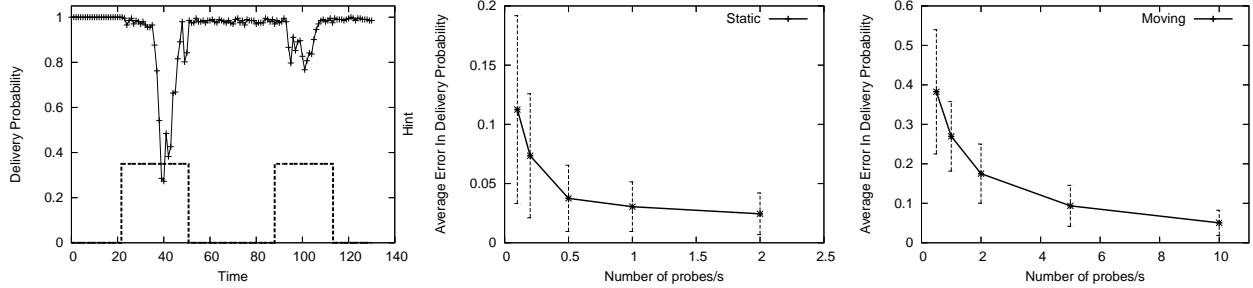 Delivery Probability
1
0.8
0.6
0.4
0.2
0
0 20 40 60 80 100 120 140
Time
Hint
Average Error In Delivery Probability
0.2
0.15
0.1
0.05
0
0 0.5 1 1.5 2 2.5
Number of probes/s
Static
Average Error In Delivery Probability
0.6
0.5
0.4
0.3
0.2
0.1
0
0 2 4 6 8 10
Number of probes/s
Moving